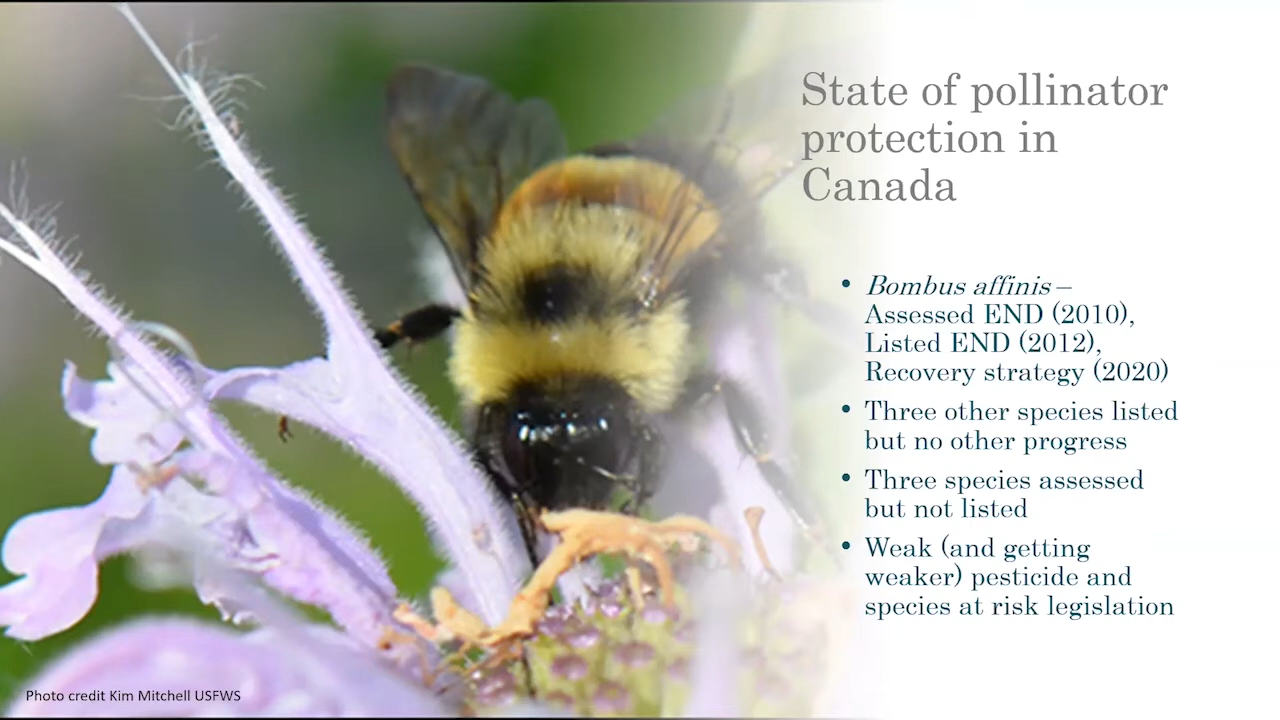 State of pollinator
protection in
Canada
• Bombus affinis –
Assessed END (2010),
Listed END (2012),
Recovery strategy (2020)
• Three other species listed
but no other progress
• Three species assessed
but not listed
• Weak (and getting
weaker) pesticide and
species at risk legislation
Photo credit Kim Mitchell USFWS